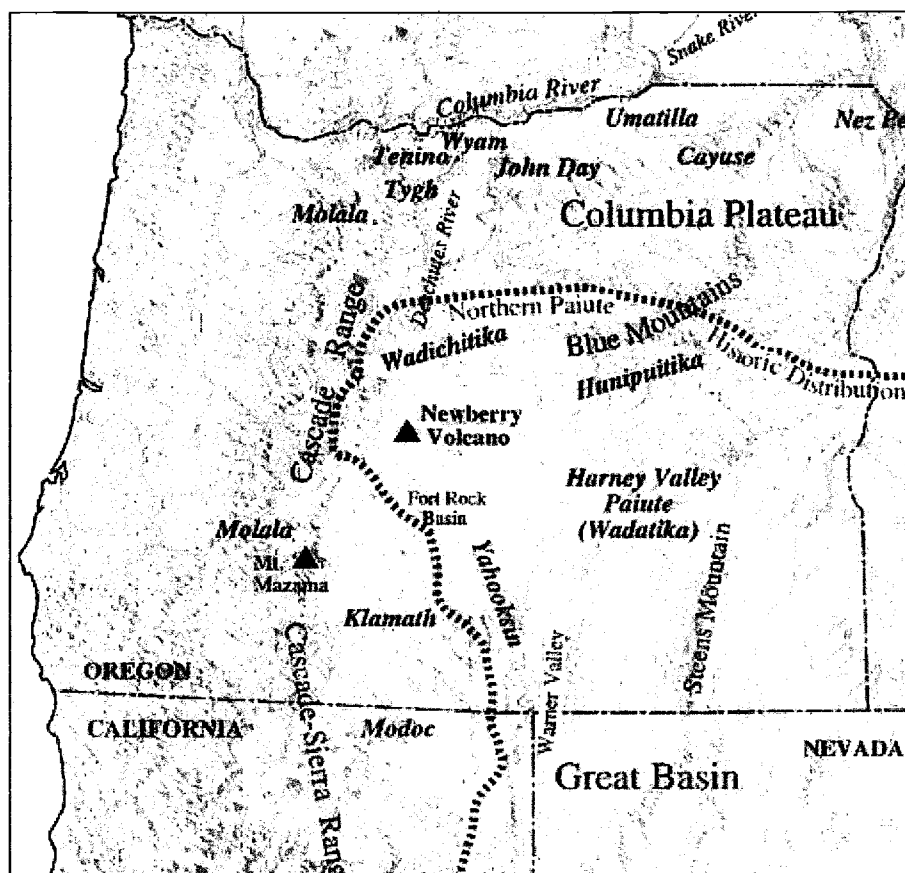 Snake River
Columbia River
Umatilla
Nez Pe
Wyam
Tenino
John Day
Cayuse
Tygh
Molala
Columbia Plateau
Deschutes River
Cascade Range
Northern Paiute
Historic Distribution
Blue Mountains
Wadichitika
Hunipuitika
Newberry
Volcano
Harney Valley
Paiute
(Wadatika)
Fort Rock
Basin
Molala
Mt.
Mazama
Yahooksin
Steens Mountain
Klamath
Cascade-Sierra Rang
Warner Valley
OREGON
CALIFORNIA
Modoc
NEVADA
Great Basin